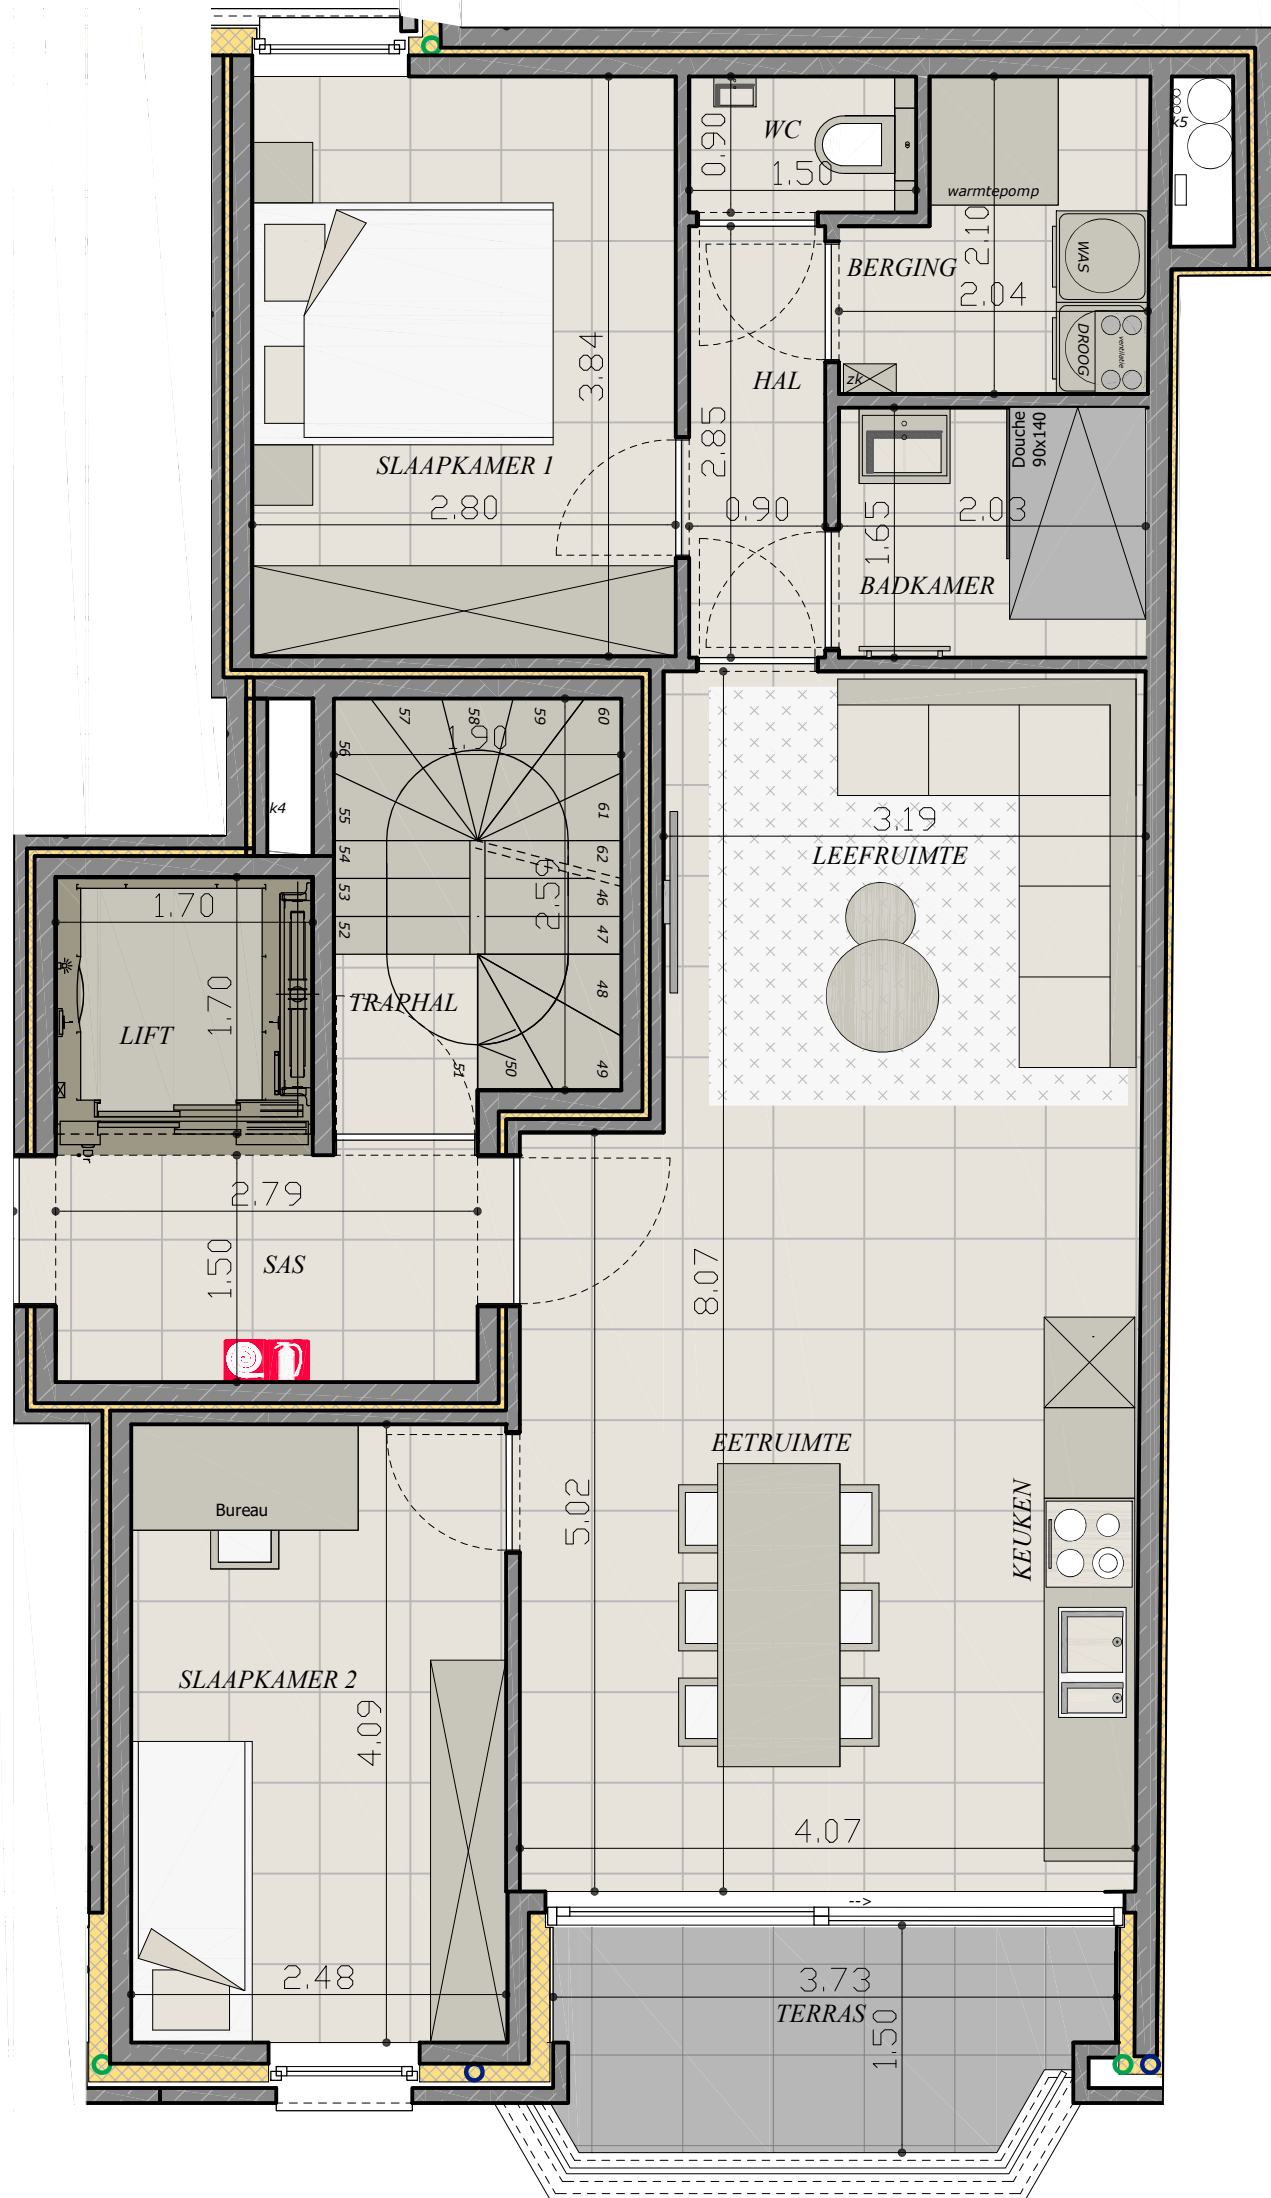 WC
0.90
1.50
k5
warmtepomp
2.10
BERGING
2.04
WAS
DROOG
ventilatie
zk
3.84
HAL
2.85
SLAAPKAMER 1
2.80
0.90
Douche
90x140
2.03
1.65
BADKAMER
57
58
59
60
1.90
56
k4
55
61
54
62
53
46
52
47
2.59
48
49
50
51
TRAPHAL
3.19
LEEFRUIMTE
1.70
1.70
LIFT
Dr
2.79
1.50
SAS
8.07
5.02
EETRUIMTE
KEUKEN
Bureau
SLAAPKAMER 2
4.09
4.07
2.48
-->
3.73
TERRAS
1.50